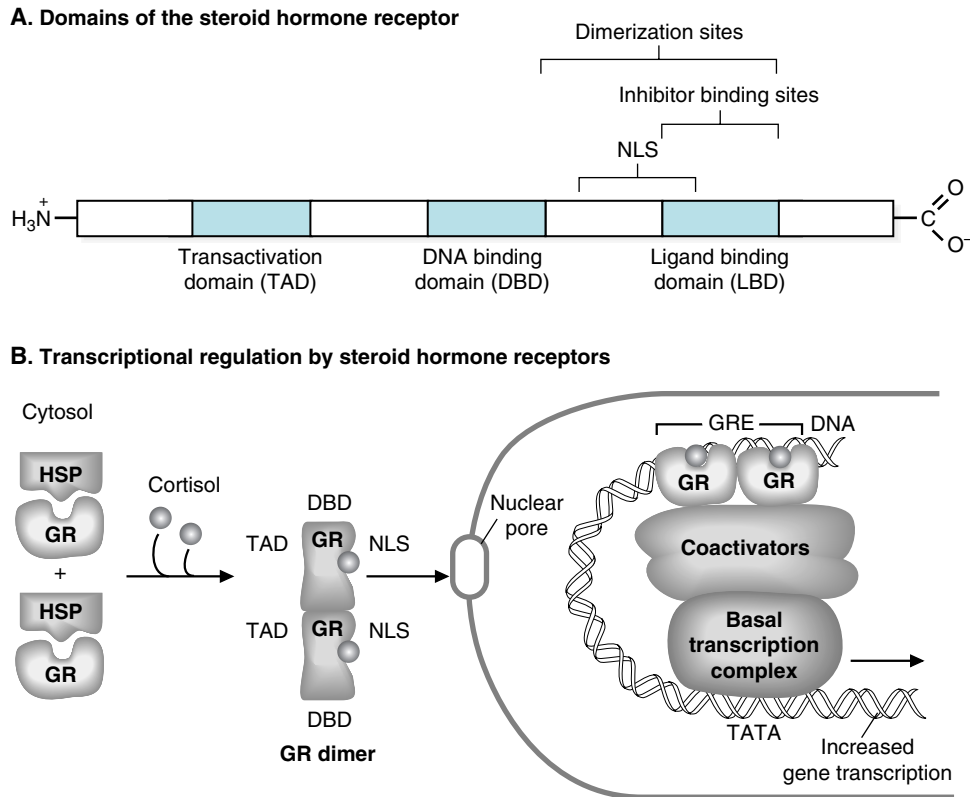 A. Domains of the steroid hormone receptor
Dimerization sites
Inhibitor binding sites
NLS
H₃N⁺
C
O
O⁻
Transactivation
domain (TAD)
DNA binding
domain (DBD)
Ligand binding
domain (LBD)
B. Transcriptional regulation by steroid hormone receptors
Cytosol
HSP
GR
+
HSP
GR
Cortisol
DBD
TAD
GR
NLS
TAD
GR
NLS
DBD
GR dimer
Nuclear
pore
GRE
DNA
GR
GR
Coactivators
Basal
transcription
complex
TATA
Increased
gene transcription